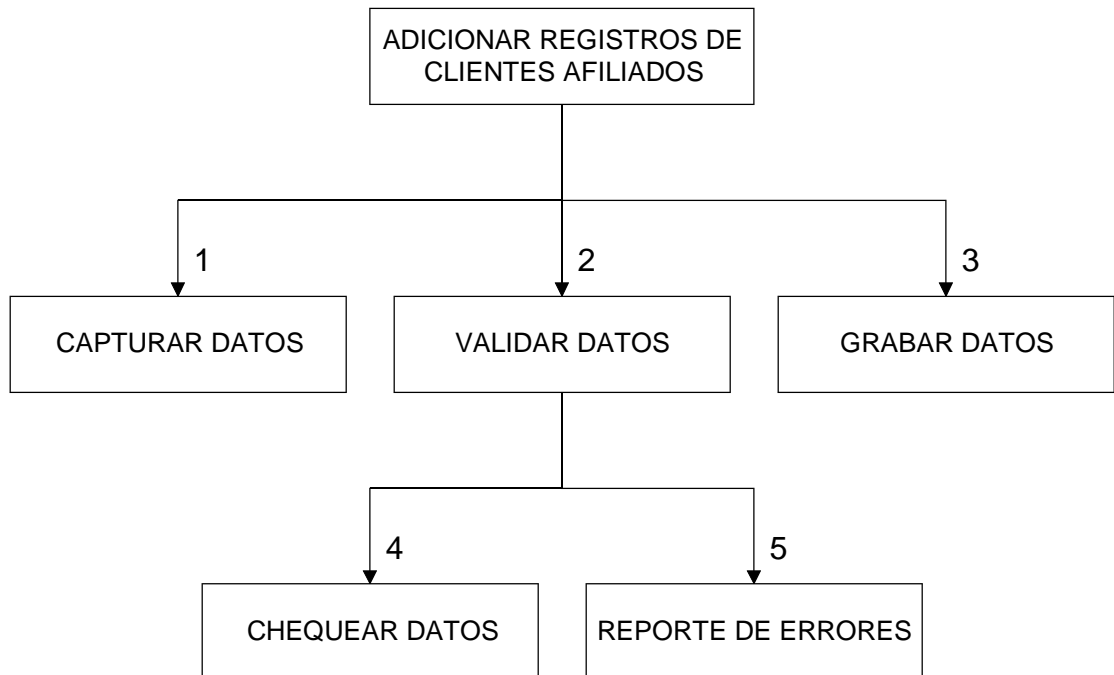 ADICIONAR REGISTROS DE
CLIENTES AFILIADOS
1
2
3
CAPTURAR DATOS
VALIDAR DATOS
GRABAR DATOS
4
5
CHEQUEAR DATOS
REPORTE DE ERRORES